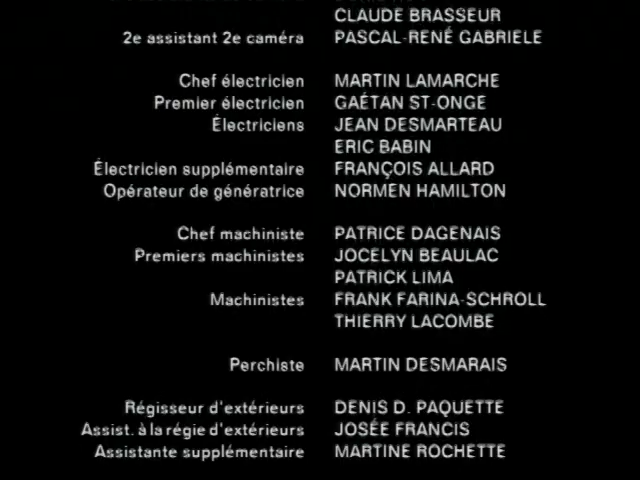 CLAUDE BRASSEUR
2e assistant 2e caméra PASCAL-RENÉ GABRIELE
Chef électricien MARTIN LAMARCHE
Premier électricien GAÉTAN ST-ONGE
Électriciens JEAN DESMARTEAU
ERIC BABIN
Électricien supplémentaire FRANÇOIS ALLARD
Opérateur de génératrice NORMEN HAMILTON
Chef machiniste PATRICE DAGENAIS
Premiers machinistes JOCELYN BEAULAC
PATRICK LIMA
Machinistes FRANK FARINA-SCHROLL
THIERRY LACOMBE
Perchiste MARTIN DESMARAIS
Régisseur d'extérieurs DENIS D. PAQUETTE
Assist. à la régie d'extérieurs JOSÉE FRANCIS
Assistante supplémentaire MARTINE ROCHETTE